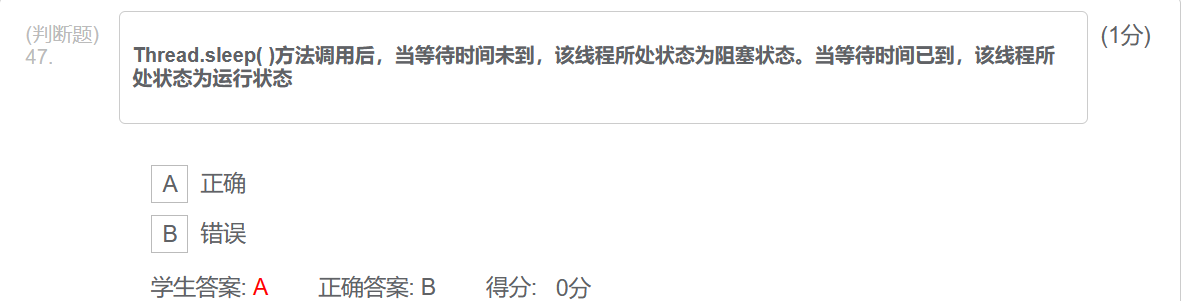 (判断题) (1分)
47.
Thread.sleep( )方法调用后，当等待时间未到，该线程所处状态为阻塞状态。当等待时间已到，该线程所
处状态为运行状态
A 正确
B 错误
学生答案: A 正确答案: B 得分: 0分